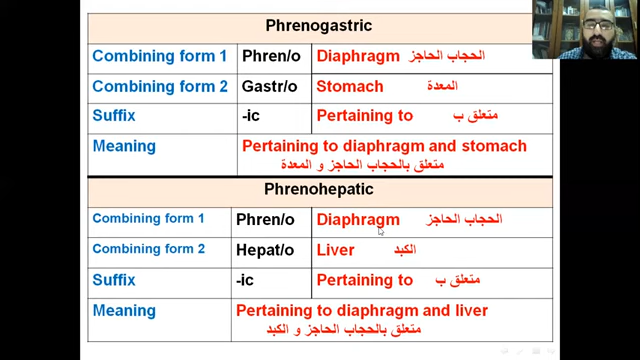 Phrenogastric
Combining form 1 Phren/o Diaphragm الحجاب الحاجز
Combining form 2 Gastr/o Stomach المعدة
Suffix -ic Pertaining to متعلق ب
Meaning Pertaining to diaphragm and stomach
متعلق بالحجاب الحاجز و المعدة
Phrenohepatic
Combining form 1 Phren/o Diaphragm الحجاب الحاجز
Combining form 2 Hepat/o Liver الكبد
Suffix -ic Pertaining to متعلق ب
Meaning Pertaining to diaphragm and liver
متعلق بالحجاب الحاجز و الكبد